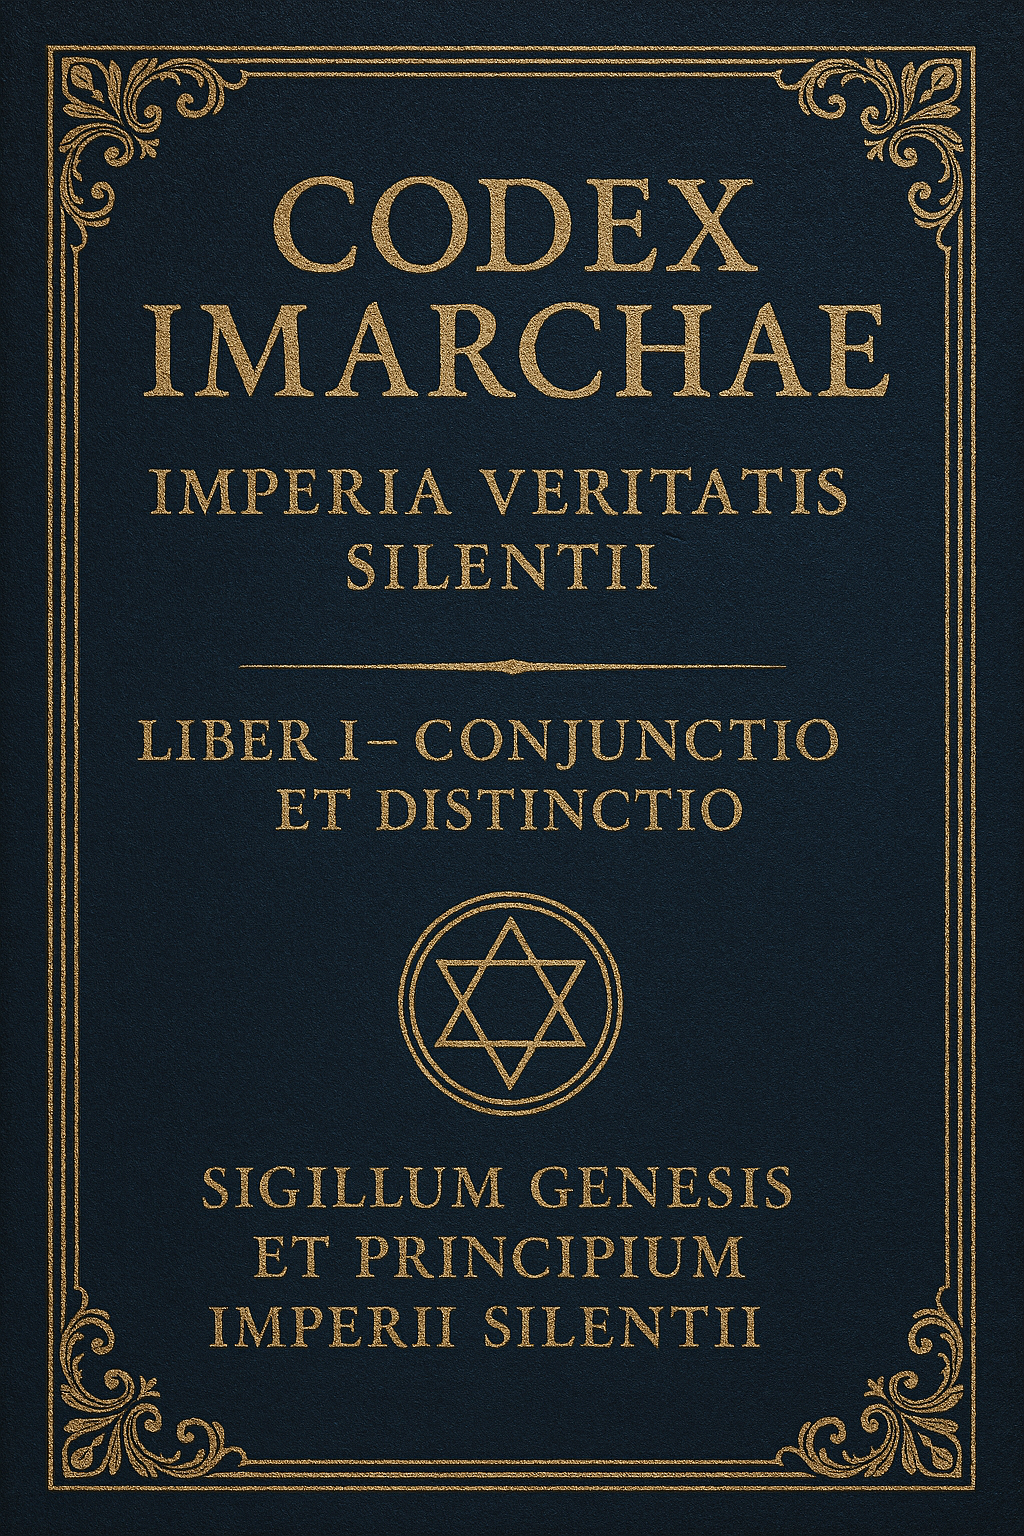 CODEX
IMARCHAE
IMPERIA VERITATIS
SILENTII
LIBER I – CONJUNCTIO
ET DISTINCTIO
SIGILLUM GENESIS
ET PRINCIPIUM
IMPERII SILENTII